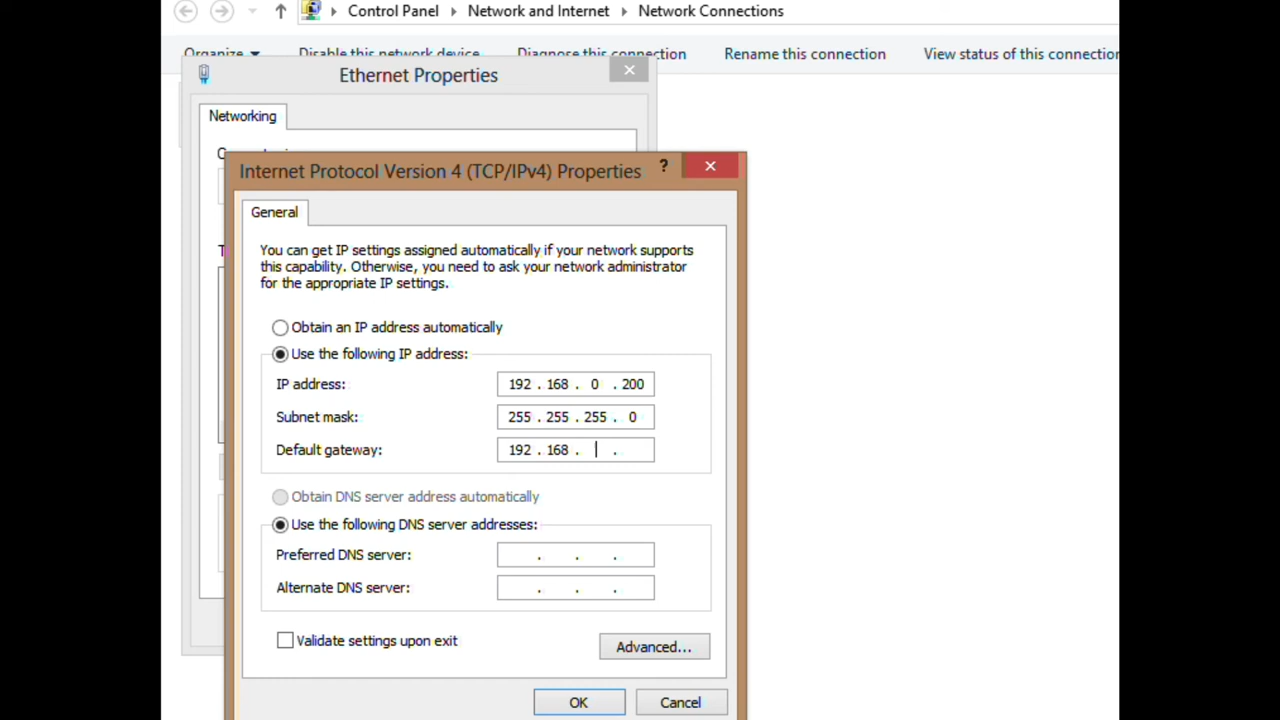 Control Panel Network and Internet Network Connections
Organize Disable this network device Diagnose this connection Rename this connection View status of this connection
Ethernet Properties
Networking
Internet Protocol Version 4 (TCP/IPv4) Properties ?
General
You can get IP settings assigned automatically if your network supports
this capability. Otherwise, you need to ask your network administrator
for the appropriate IP settings.
Obtain an IP address automatically
Use the following IP address:
IP address: 192 . 168 . 0 . 200
Subnet mask: 255 . 255 . 255 . 0
Default gateway: 192 . 168 . .
Obtain DNS server address automatically
Use the following DNS server addresses:
Preferred DNS server: . . .
Alternate DNS server: . . .
Validate settings upon exit
Advanced...
OK Cancel